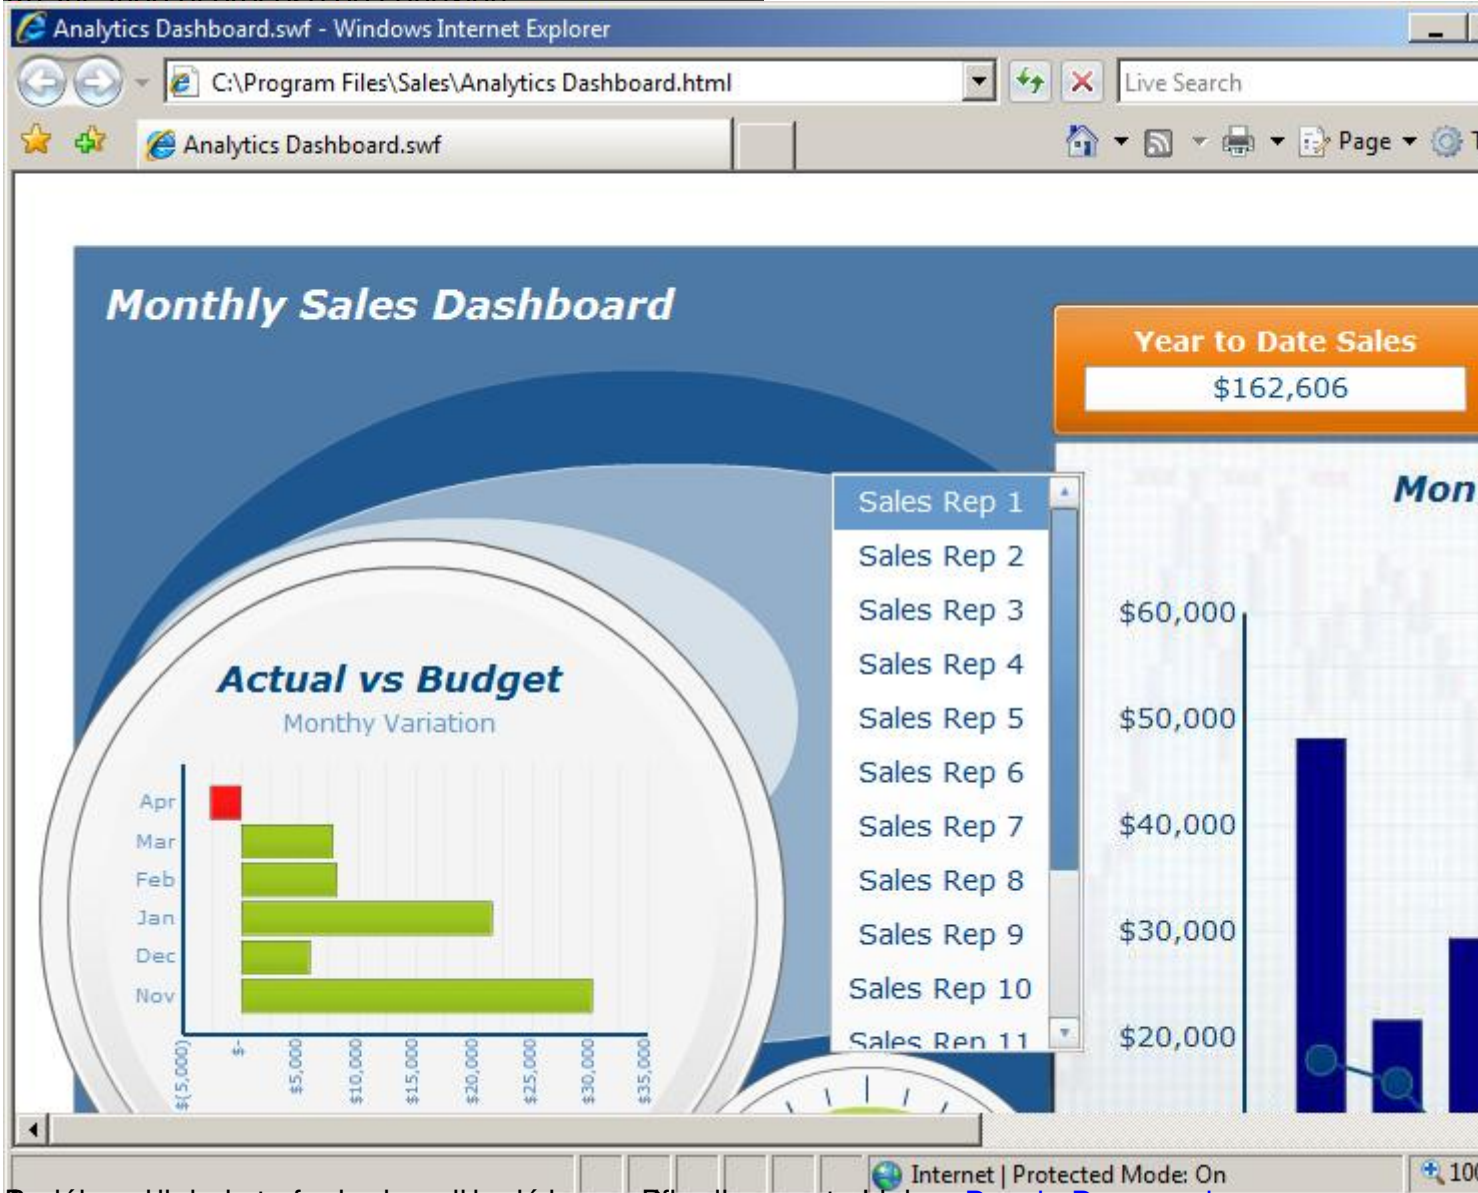 Analytics Dashboard.swf - Windows Internet Explorer
C:\Program Files\Sales\Analytics Dashboard.html
Live Search
Analytics Dashboard.swf
Page
Monthly Sales Dashboard
Year to Date Sales
$162,606
Sales Rep 1
Sales Rep 2
Sales Rep 3
Sales Rep 4
Sales Rep 5
Sales Rep 6
Sales Rep 7
Sales Rep 8
Sales Rep 9
Sales Rep 10
Sales Rep 11
Mon
$60,000
$50,000
$40,000
$30,000
$20,000
Actual vs Budget
Monthy Variation
Apr
Mar
Feb
Jan
Dec
Nov
$(5,000)
$-
$5,000
$10,000
$15,000
$20,000
$25,000
$30,000
$35,000
Internet | Protected Mode: On
100